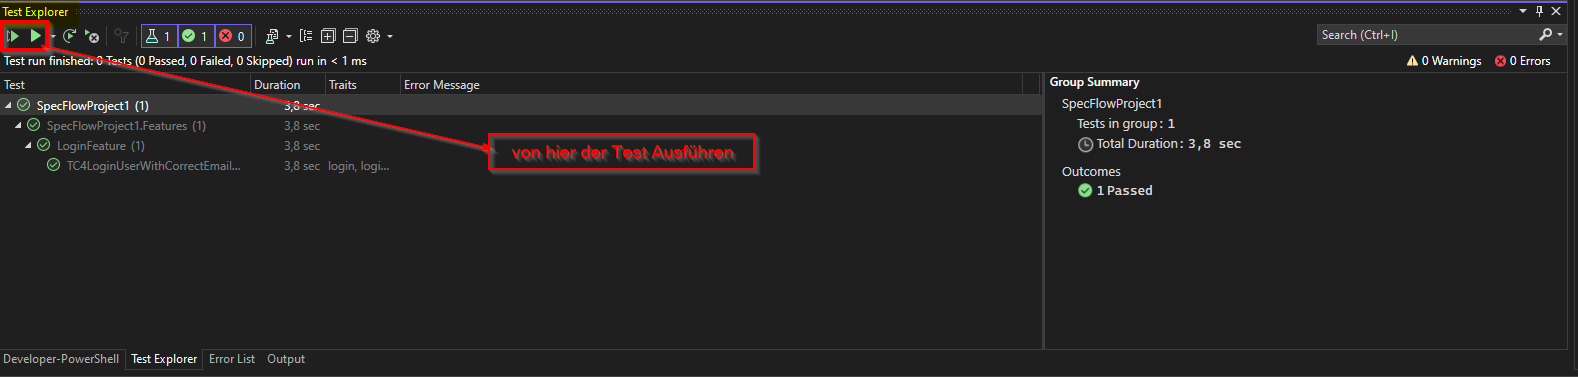 Test Explorer
1 1 0
Search (Ctrl+I)
Test run finished: 0 Tests (0 Passed, 0 Failed, 0 Skipped) run in < 1 ms
0 Warnings 0 Errors
Test Duration Traits Error Message
SpecFlowProject1 (1) 3,8 sec
SpecFlowProject1.Features (1) 3,8 sec
LoginFeature (1) 3,8 sec
TC4LoginUserWithCorrectEmail... 3,8 sec login, logi...
von hier der Test Ausführen
Group Summary
SpecFlowProject1
Tests in group: 1
Total Duration: 3,8 sec
Outcomes
1 Passed
Developer-PowerShell Test Explorer Error List Output